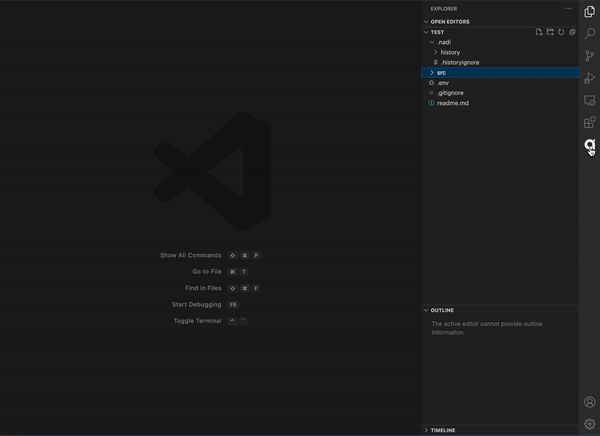 EXPLORER
OPEN EDITORS
TEST
.nadi
history
.historyIgnore
src
.env
.gitignore
readme.md
Show All Commands ⇧ ⌘ P
Go to File ⌘ T
Find in Files ⇧ ⌘ F
Start Debugging F5
Toggle Terminal ⌃ `
OUTLINE
The active editor cannot provide outline
information.
TIMELINE